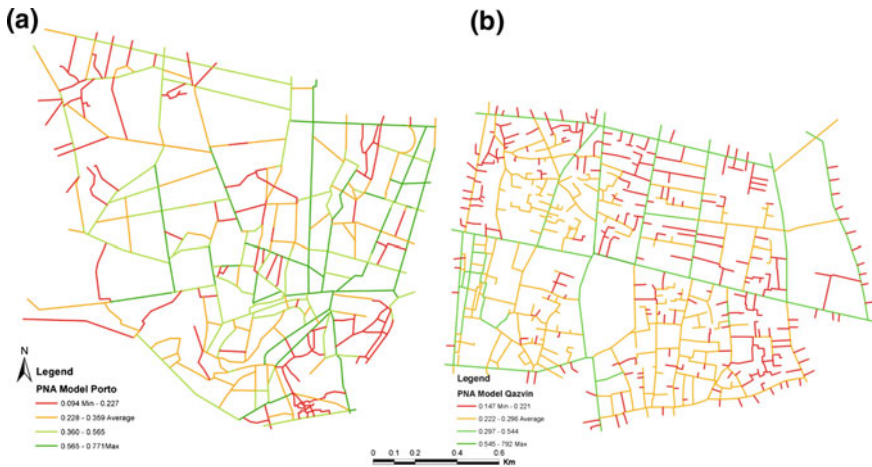 (a)
(b)
N
Legend
PNA Model Porto
0.094 Min - 0.227
0.228 - 0.359 Average
0.360 - 0.565
0.565 - 0.771Max
Legend
PNA Model Qazvin
0.147 Min - 0.221
0.222 - 0.296 Average
0.297 - 0.544
0.545 - 792 Max
0 0.1 0.2 0.4 0.6
Km